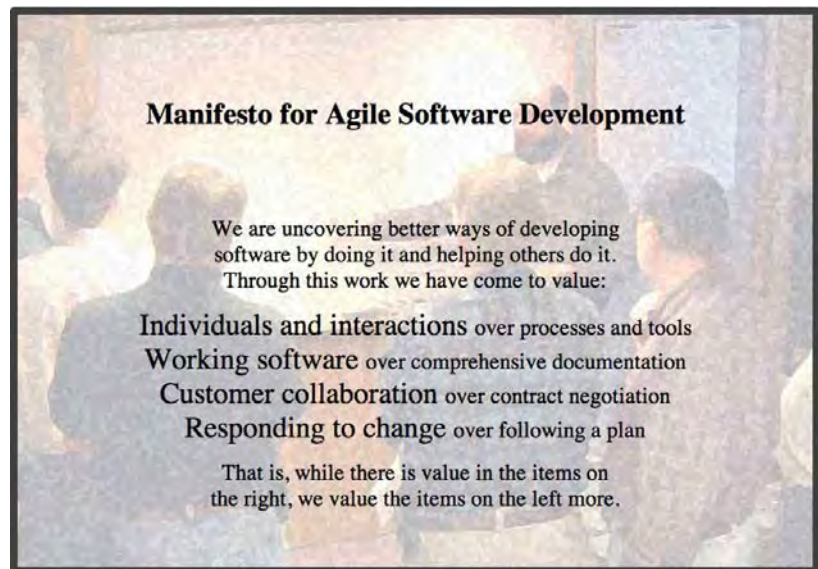 Manifesto for Agile Software Development
We are uncovering better ways of developing
software by doing it and helping others do it.
Through this work we have come to value:
Individuals and interactions over processes and tools
Working software over comprehensive documentation
Customer collaboration over contract negotiation
Responding to change over following a plan
That is, while there is value in the items on
the right, we value the items on the left more.